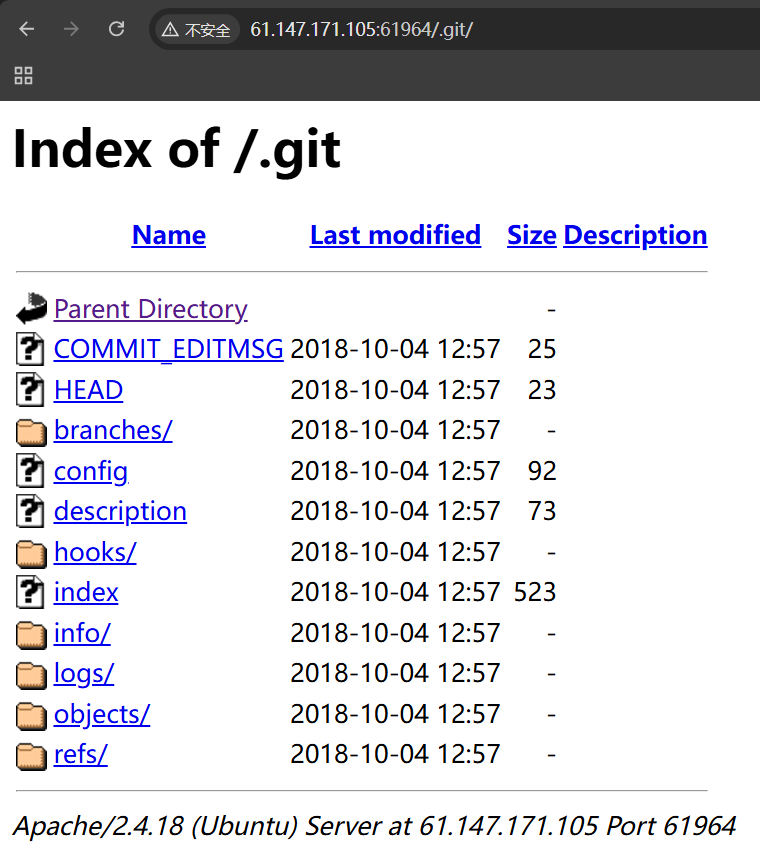 不安全 61.147.171.105:61964/.git/
Index of /.git
Name Last modified Size Description
Parent Directory -
COMMIT_EDITMSG 2018-10-04 12:57 25
HEAD 2018-10-04 12:57 23
branches/ 2018-10-04 12:57 -
config 2018-10-04 12:57 92
description 2018-10-04 12:57 73
hooks/ 2018-10-04 12:57 -
index 2018-10-04 12:57 523
info/ 2018-10-04 12:57 -
logs/ 2018-10-04 12:57 -
objects/ 2018-10-04 12:57 -
refs/ 2018-10-04 12:57 -
Apache/2.4.18 (Ubuntu) Server at 61.147.171.105 Port 61964